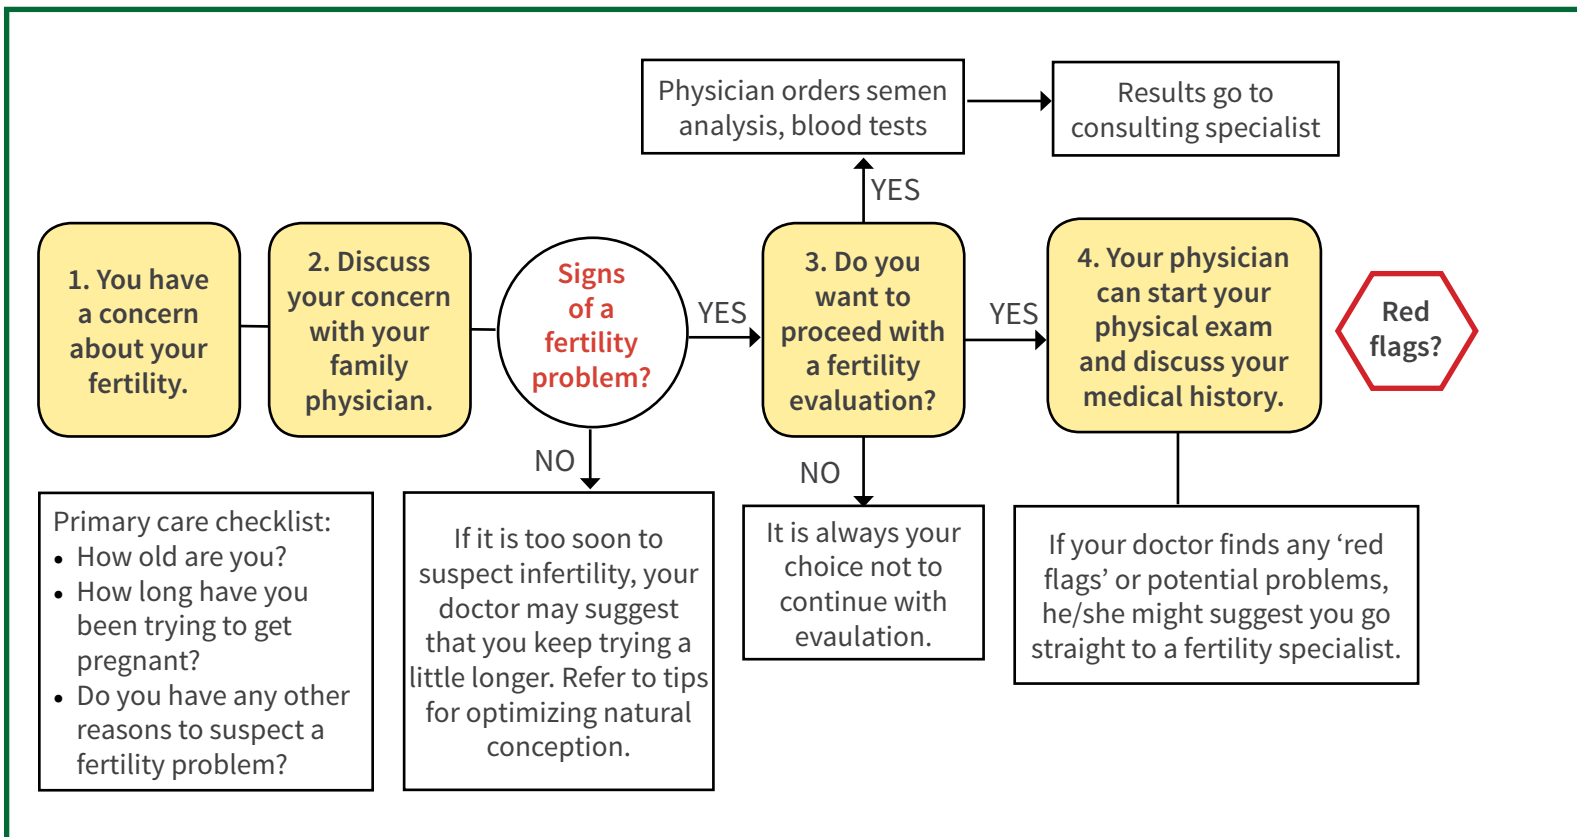 Physician orders semen
analysis, blood tests
Results go to
consulting specialist
YES
1. You have
a concern
about your
fertility.
2. Discuss
your concern
with your
family
physician.
Signs
of a
fertility
problem?
YES
3. Do you
want to
proceed with
a fertility
evaluation?
YES
4. Your physician
can start your
physical exam
and discuss your
medical history.
Red
flags?
NO
NO
Primary care checklist:
• How old are you?
• How long have you
been trying to get
pregnant?
• Do you have any other
reasons to suspect a
fertility problem?
If it is too soon to
suspect infertility, your
doctor may suggest
that you keep trying a
little longer. Refer to tips
for optimizing natural
conception.
It is always your
choice not to
continue with
evaulation.
If your doctor finds any ‘red
flags’ or potential problems,
he/she might suggest you go
straight to a fertility specialist.